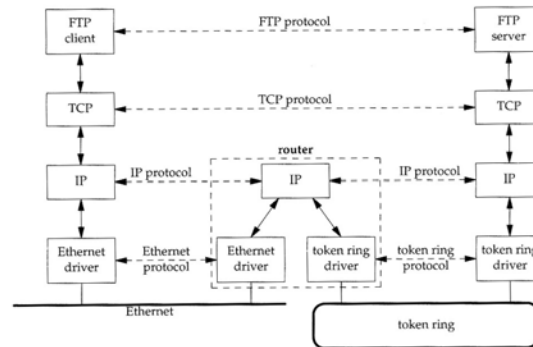 FTP
client
FTP protocol
FTP
server
TCP
TCP protocol
TCP
router
IP
IP protocol
IP
IP protocol
IP
Ethernet
driver
Ethernet
protocol
Ethernet
driver
token ring
driver
token ring
protocol
token ring
driver
Ethernet
token ring